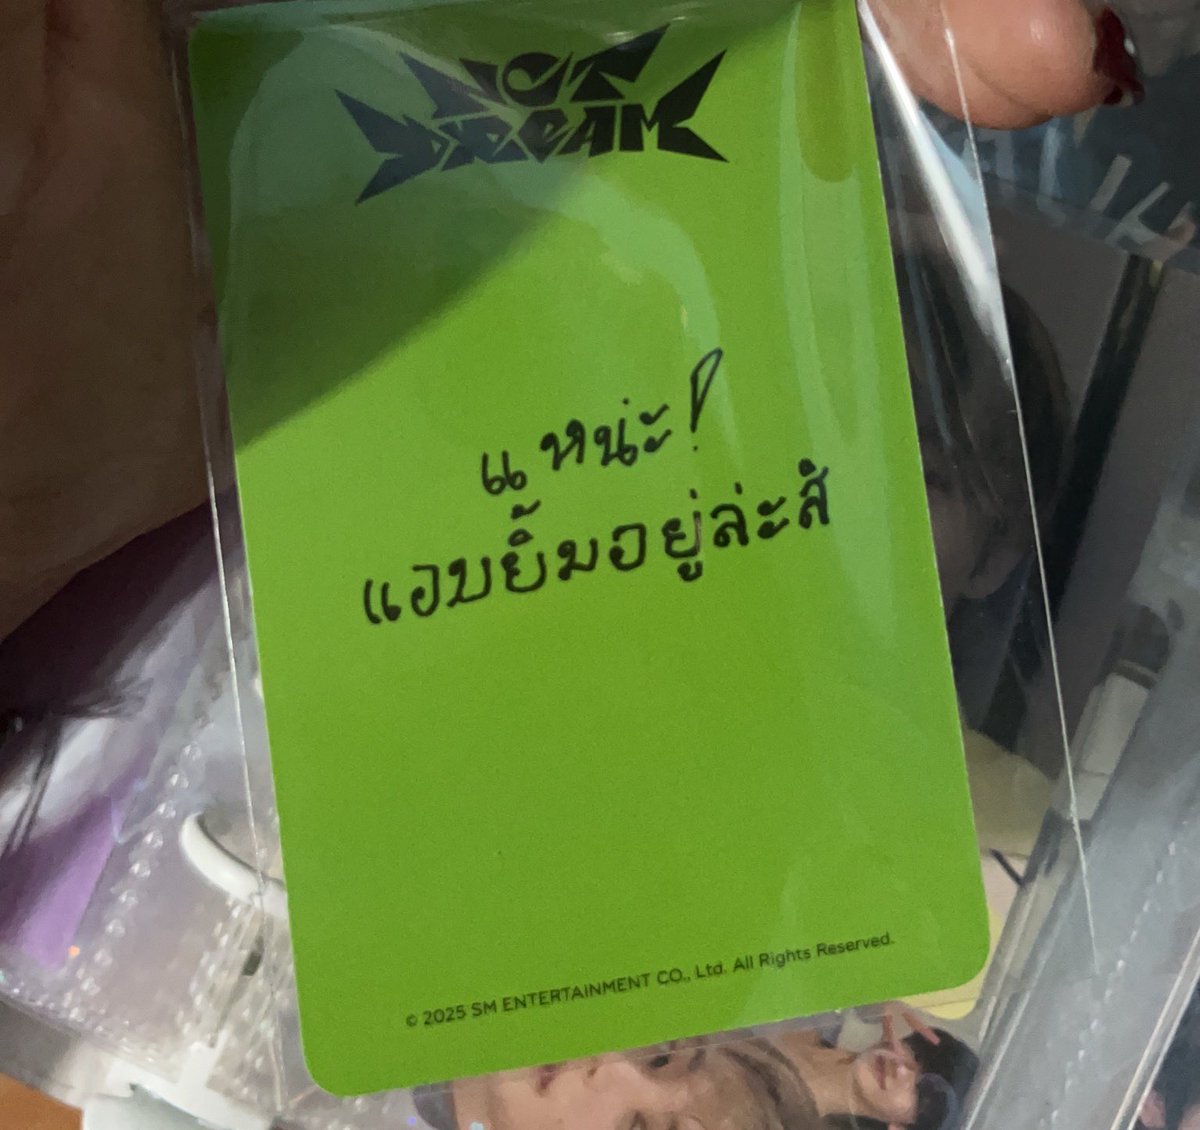 NCT
DREAM
แหน่ะ!
แอบยิ้มอยู่ล่ะสิ
© 2025 SM ENTERTAINMENT CO., Ltd. All Rights Reserved.